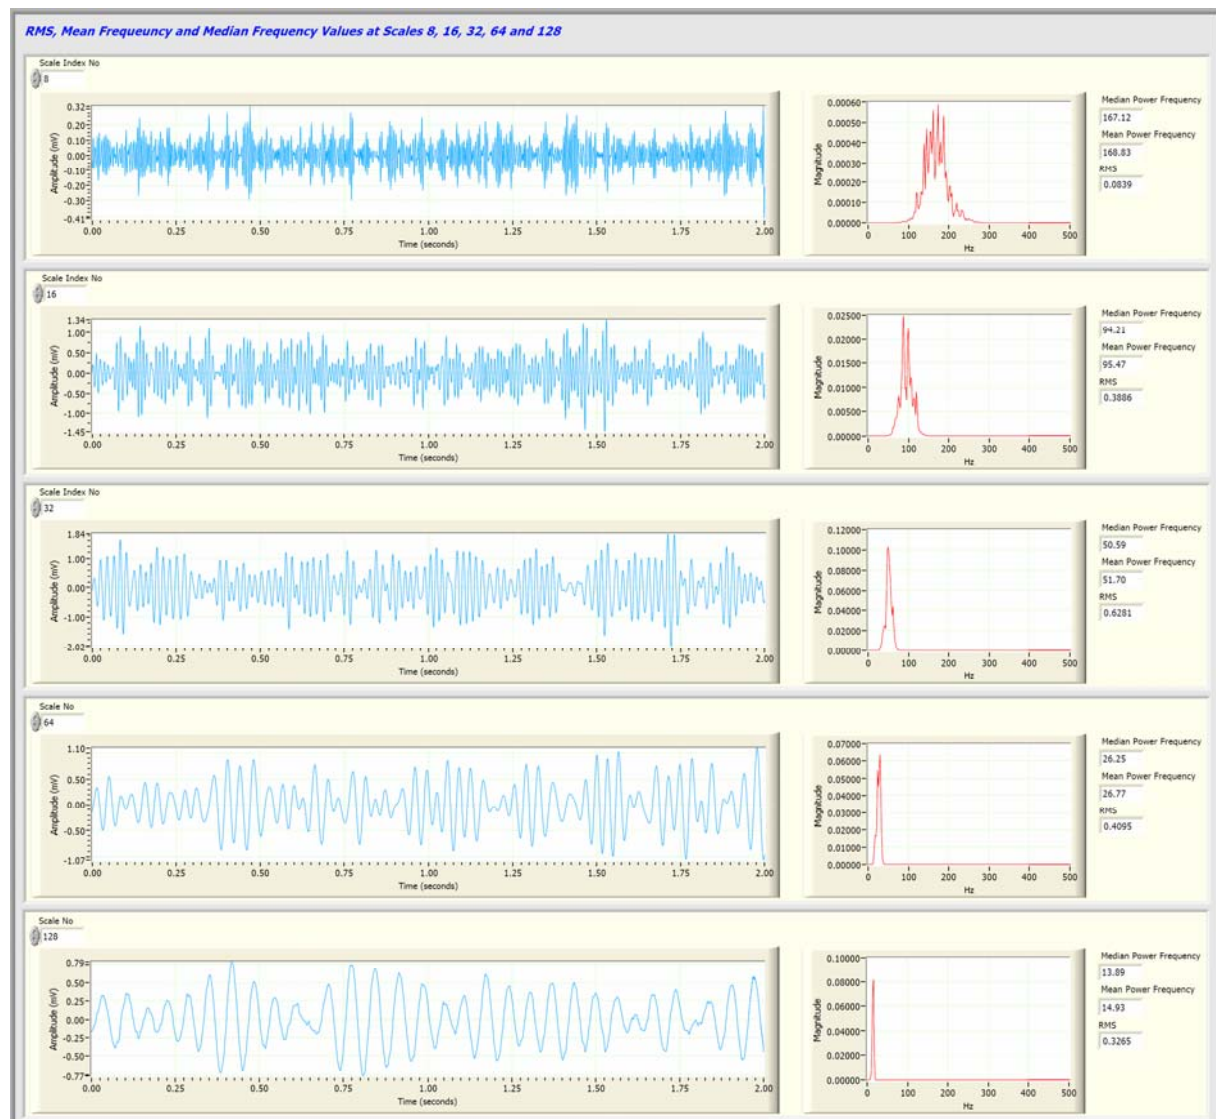 RMS, Mean Frequeuncy and Median Frequency Values at Scales 8, 16, 32, 64 and 128
Scale Index No
8
0.32
0.20
0.10
0.00
-0.10
-0.20
-0.30
-0.41
Amplitude (mV)
0.00 0.25 0.50 0.75 1.00 1.25 1.50 1.75 2.00
Time (seconds)
0.00060
0.00050
0.00040
0.00030
0.00020
0.00010
0.00000
Magnitude
0 100 200 300 400 500
Hz
Median Power Frequency
167.12
Mean Power Frequency
168.83
RMS
0.0839
Scale Index No
16
1.34
1.00
0.50
0.00
-0.50
-1.00
-1.45
Amplitude (mV)
0.00 0.25 0.50 0.75 1.00 1.25 1.50 1.75 2.00
Time (seconds)
0.02500
0.02000
0.01500
0.01000
0.00500
0.00000
Magnitude
0 100 200 300 400 500
Hz
Median Power Frequency
94.21
Mean Power Frequency
95.47
RMS
0.3886
Scale Index No
32
1.84
1.00
0.00
-1.00
-2.02
Amplitude (mV)
0.00 0.25 0.50 0.75 1.00 1.25 1.50 1.75 2.00
Time (seconds)
0.12000
0.10000
0.08000
0.06000
0.04000
0.02000
0.00000
Magnitude
0 100 200 300 400 500
Hz
Median Power Frequency
50.59
Mean Power Frequency
51.70
RMS
0.6281
Scale No
64
1.10
0.50
0.00
-0.50
-1.07
Amplitude (mV)
0.00 0.25 0.50 0.75 1.00 1.25 1.50 1.75 2.00
Time (seconds)
0.07000
0.06000
0.05000
0.04000
0.03000
0.02000
0.01000
0.00000
Magnitude
0 100 200 300 400 500
Hz
Median Power Frequency
26.25
Mean Power Frequency
26.77
RMS
0.4095
Scale No
128
0.79
0.50
0.25
0.00
-0.25
-0.50
-0.77
Amplitude (mV)
0.00 0.25 0.50 0.75 1.00 1.25 1.50 1.75 2.00
Time (seconds)
0.10000
0.08000
0.06000
0.04000
0.02000
0.00000
Magnitude
0 100 200 300 400 500
Hz
Median Power Frequency
13.89
Mean Power Frequency
14.93
RMS
0.3265